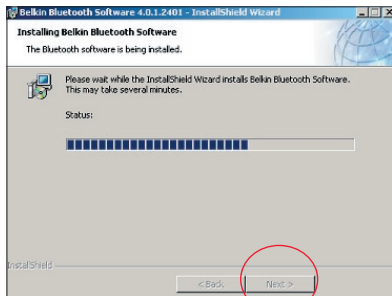 Belkin Bluetooth Software 4.0.1.2401 - InstallShield Wizard
Installing Belkin Bluetooth Software
The Bluetooth software is being installed.
Please wait while the InstallShield Wizard installs Belkin Bluetooth Software.
This may take several minutes.
Status:
InstallShield
< Back Next >